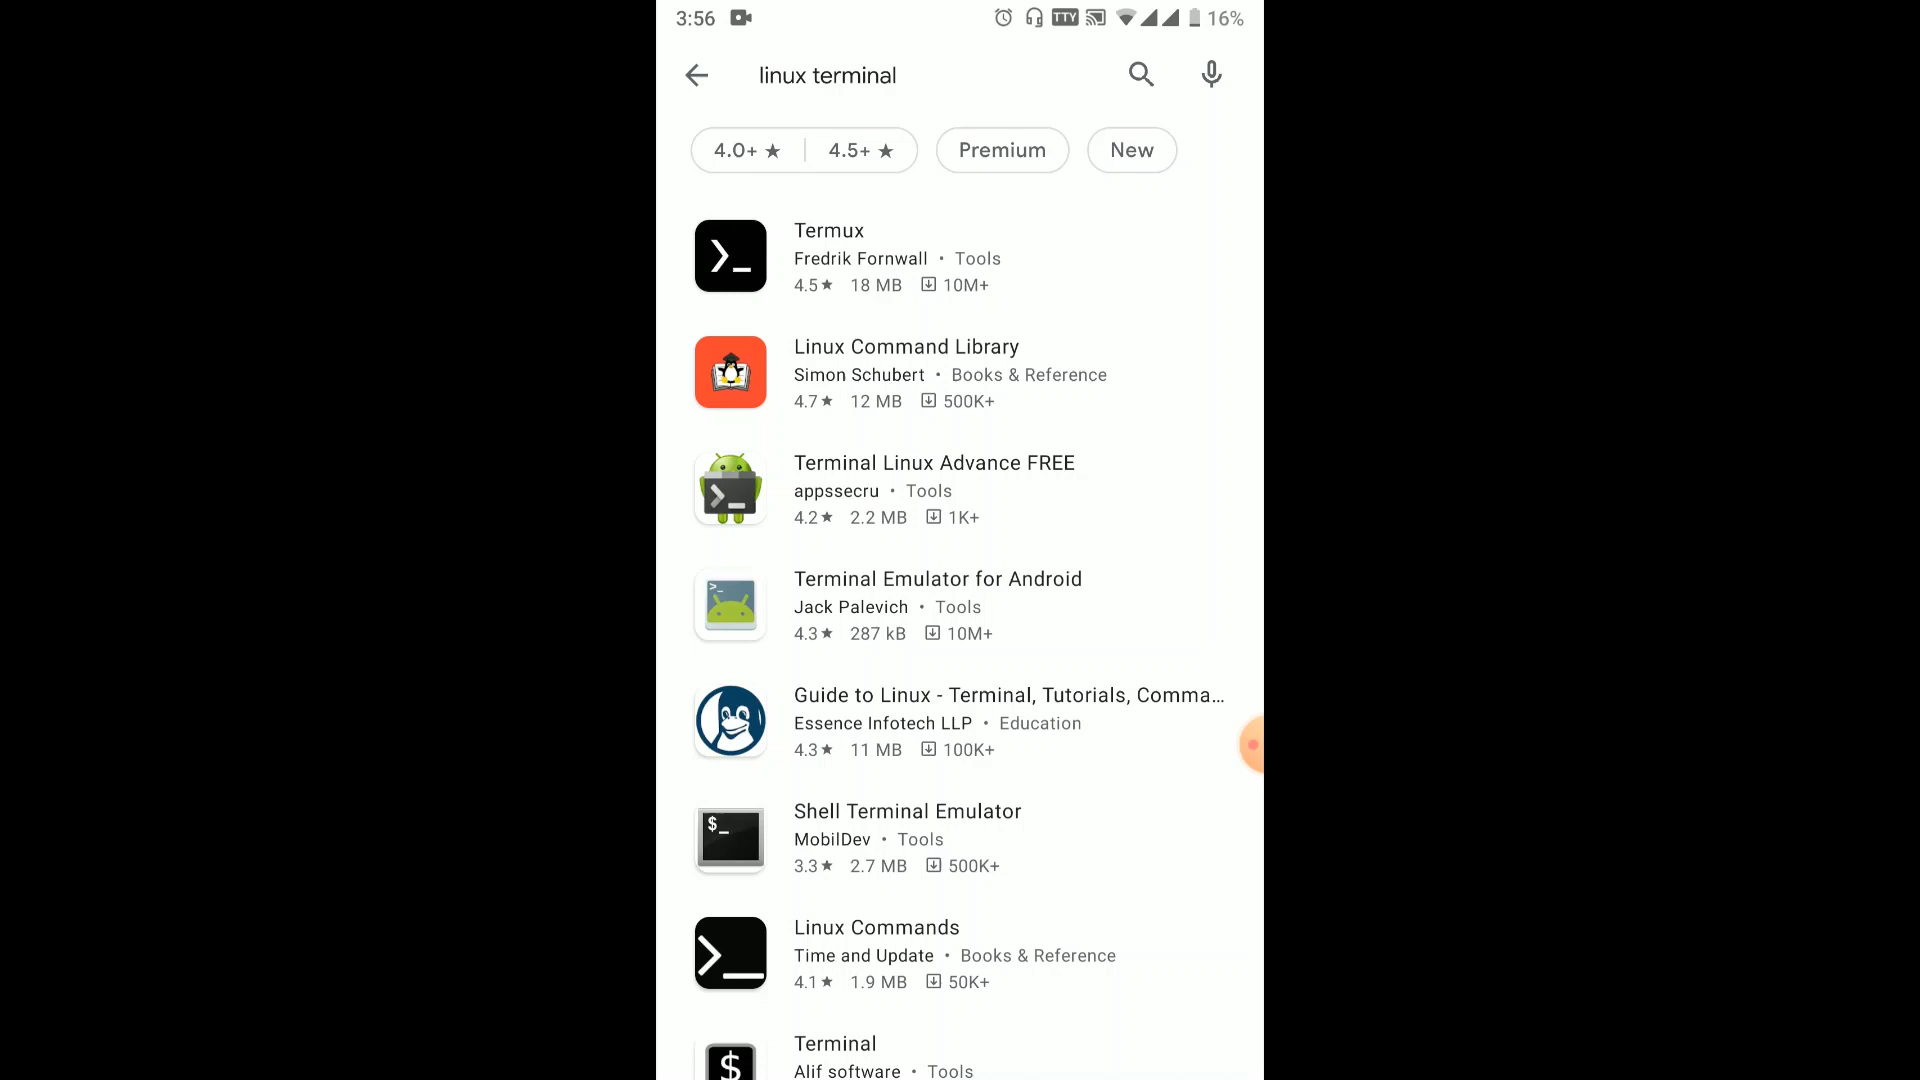 3:56 TTY 16%
linux terminal
4.0+ ★ 4.5+ ★ Premium New
Termux
Fredrik Fornwall • Tools
4.5★ 18 MB 10M+
Linux Command Library
Simon Schubert • Books & Reference
4.7★ 12 MB 500K+
Terminal Linux Advance FREE
appssecru • Tools
4.2★ 2.2 MB 1K+
Terminal Emulator for Android
Jack Palevich • Tools
4.3★ 287 kB 10M+
Guide to Linux - Terminal, Tutorials, Comma...
Essence Infotech LLP • Education
4.3★ 11 MB 100K+
$_
Shell Terminal Emulator
MobilDev • Tools
3.3★ 2.7 MB 500K+
Linux Commands
Time and Update • Books & Reference
4.1★ 1.9 MB 50K+
$
Terminal
Alif software • Tools